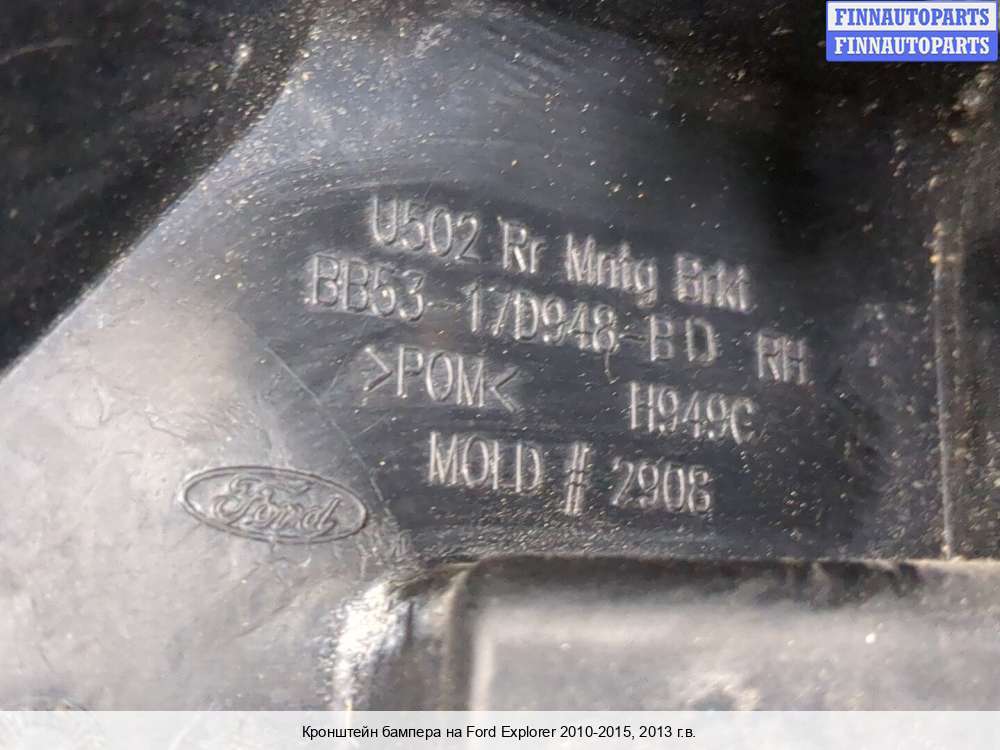 FINNAUTOPARTS
FINNAUTOPARTS
U502 Rr Mntg Brkt
BB53-17D948-BD RH
>POM< H949C
MOLD # 2908
Ford
Кронштейн бампера на Ford Explorer 2010-2015, 2013 г.в.